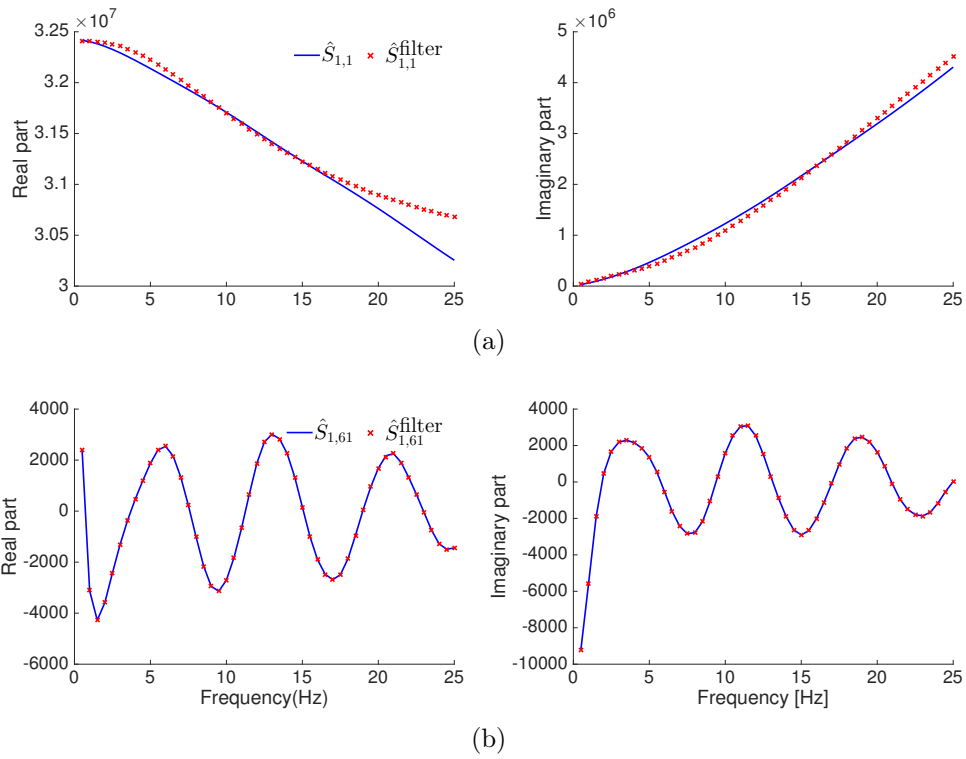 ×10⁷
3.25
3.2
3.15
3.1
3.05
3
0 5 10 15 20 25
Real part
Ŝ₁,₁ Ŝ₁,₁^filter
×10⁶
5
4
3
2
1
0
0 5 10 15 20 25
Imaginary part
(a)
4000
2000
0
-2000
-4000
-6000
0 5 10 15 20 25
Real part
Frequency(Hz)
Ŝ₁,₆₁ Ŝ₁,₆₁^filter
4000
2000
0
-2000
-4000
-6000
-8000
-10000
0 5 10 15 20 25
Imaginary part
Frequency [Hz]
(b)